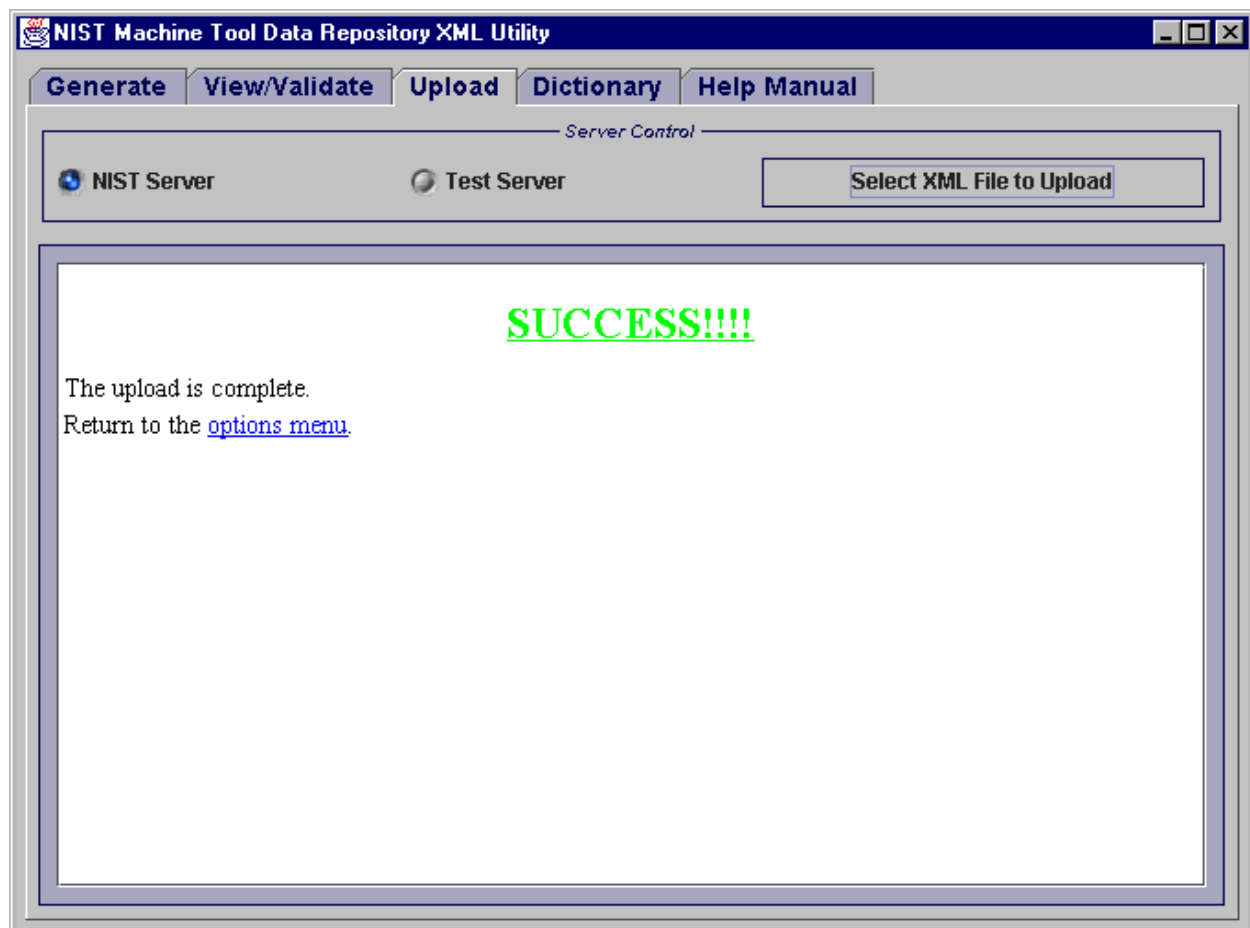 NIST Machine Tool Data Repository XML Utility
Generate View/Validate Upload Dictionary Help Manual
Server Control
NIST Server Test Server Select XML File to Upload
SUCCESS!!!!
The upload is complete.
Return to the options menu.